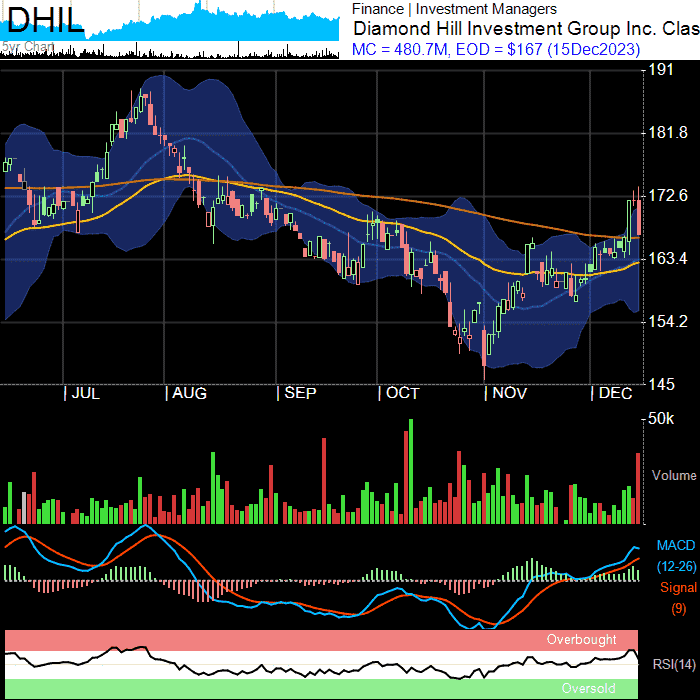 DHIL
5yr Chart
Finance | Investment Managers
Diamond Hill Investment Group Inc. Clas
MC = 480.7M, EOD = $167 (15Dec2023)
191
181.8
172.6
163.4
154.2
145
| JUL | AUG | SEP | OCT | NOV | DEC
50k
Volume
MACD
(12-26)
Signal
(9)
Overbought
RSI(14)
Oversold